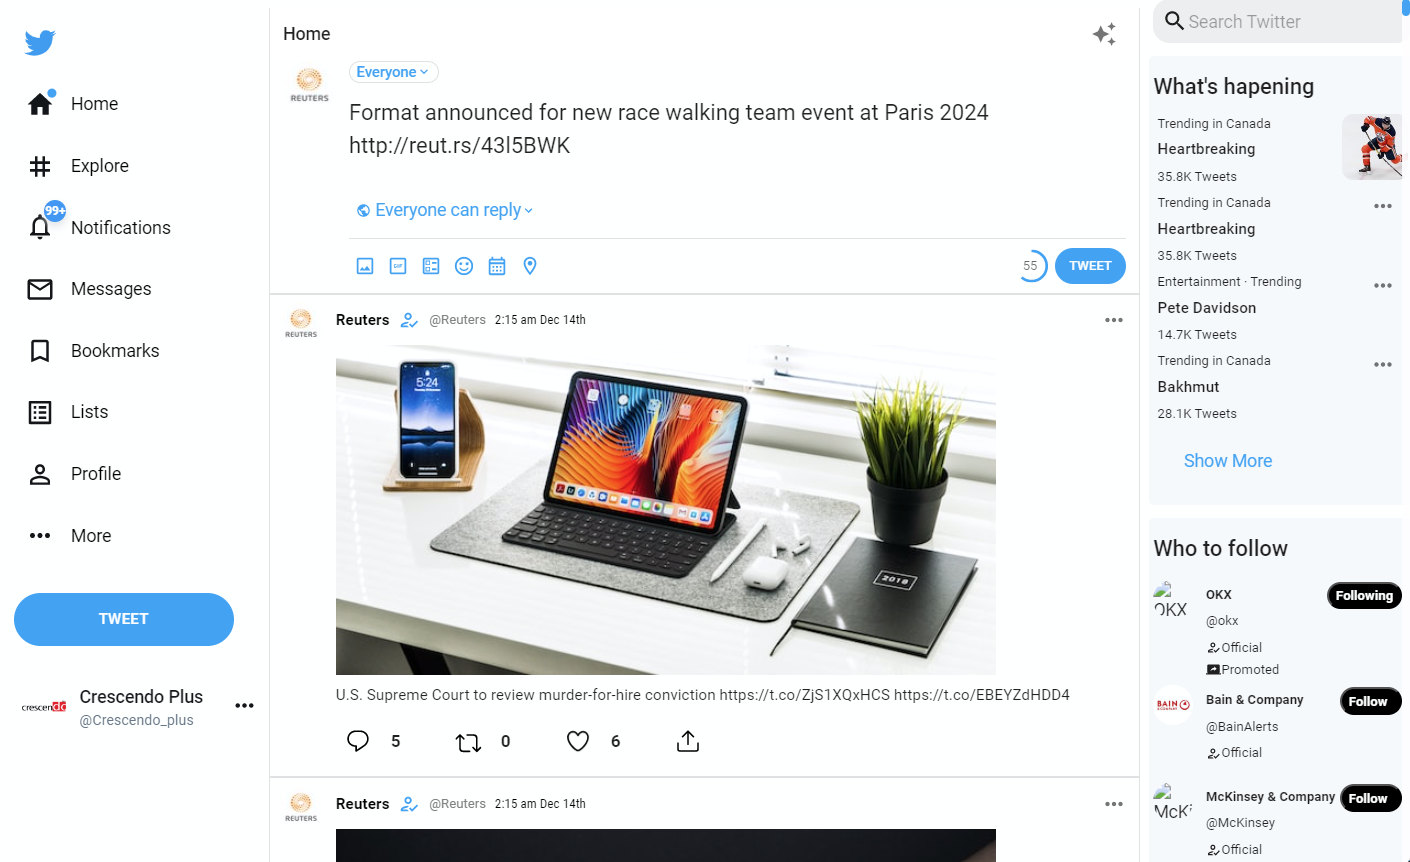 Home
Explore
99+
Notifications
Messages
Bookmarks
Lists
Profile
More
TWEET
crescendo
Crescendo Plus
@Crescendo_plus
Home
REUTERS
Everyone
Format announced for new race walking team event at Paris 2024
http://reut.rs/43I5BWK
Everyone can reply
GIF
55
TWEET
REUTERS
Reuters @Reuters 2:15 am Dec 14th
5:24
2018
U.S. Supreme Court to review murder-for-hire conviction https://t.co/ZjS1XQxHCS https://t.co/EBEYZdHDD4
5 0 6
REUTERS
Reuters @Reuters 2:15 am Dec 14th
Search Twitter
What's hapening
Trending in Canada
Heartbreaking
35.8K Tweets
Trending in Canada
Heartbreaking
35.8K Tweets
Entertainment · Trending
Pete Davidson
14.7K Tweets
Trending in Canada
Bakhmut
28.1K Tweets
Show More
Who to follow
OKX
OKX
Following
@okx
Official
Promoted
BAIN
Bain & Company
Follow
@BainAlerts
Official
McKi
McKinsey & Company
Follow
@McKinsey
Official